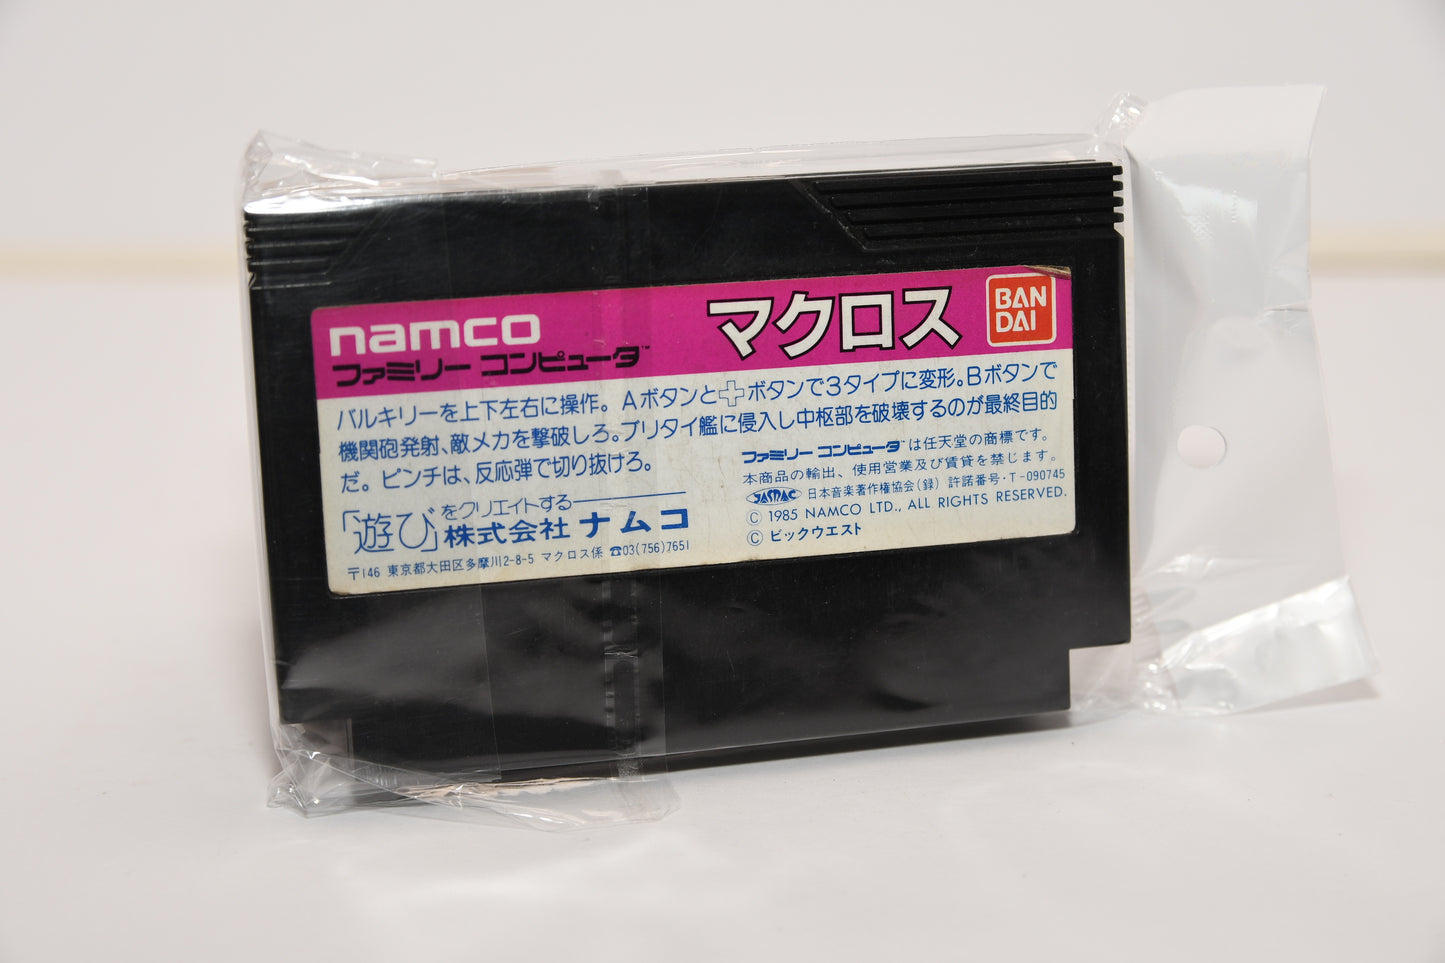 namco
ファミリー コンピュータ™
マクロス
BAN
DAI
バルキリーを上下左右に操作。Aボタンと✚ボタンで3タイプに変形。Bボタンで
機関砲発射、敵メカを撃破しろ。ブリタイ艦に侵入し中枢部を破壊するのが最終目的
だ。ピンチは、反応弾で切り抜けろ。
「遊び」をクリエイトする
株式会社 ナムコ
〒146 東京都大田区多摩川2-8-5 マクロス係 ☎03(756)7651
ファミリー コンピュータ™は任天堂の商標です。
本商品の輸出、使用営業及び賃貸を禁じます。
JASRAC 日本音楽著作権協会(録) 許諾番号・T-090745
© 1985 NAMCO LTD., ALL RIGHTS RESERVED.
© ビックウエスト